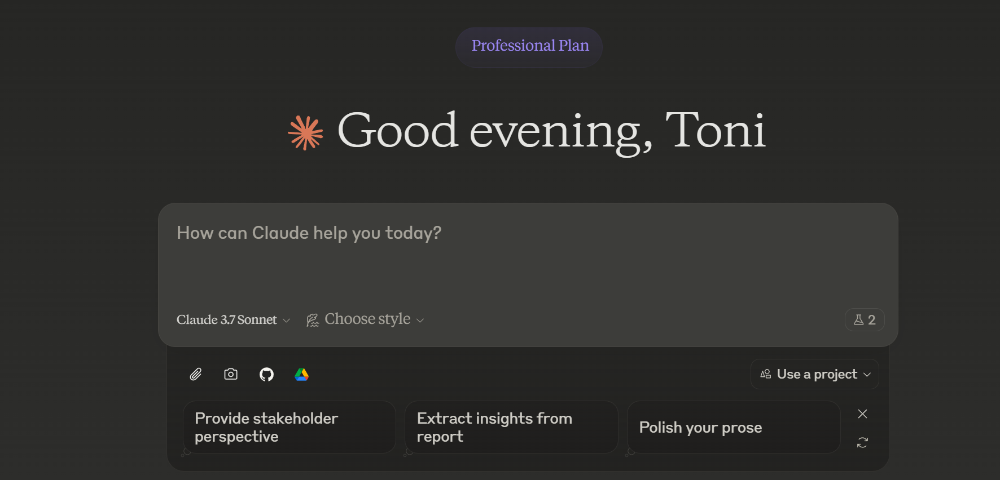 Professional Plan
Good evening, Toni
How can Claude help you today?
Claude 3.7 Sonnet
Choose style
2
Use a project
Provide stakeholder
perspective
Extract insights from
report
Polish your prose